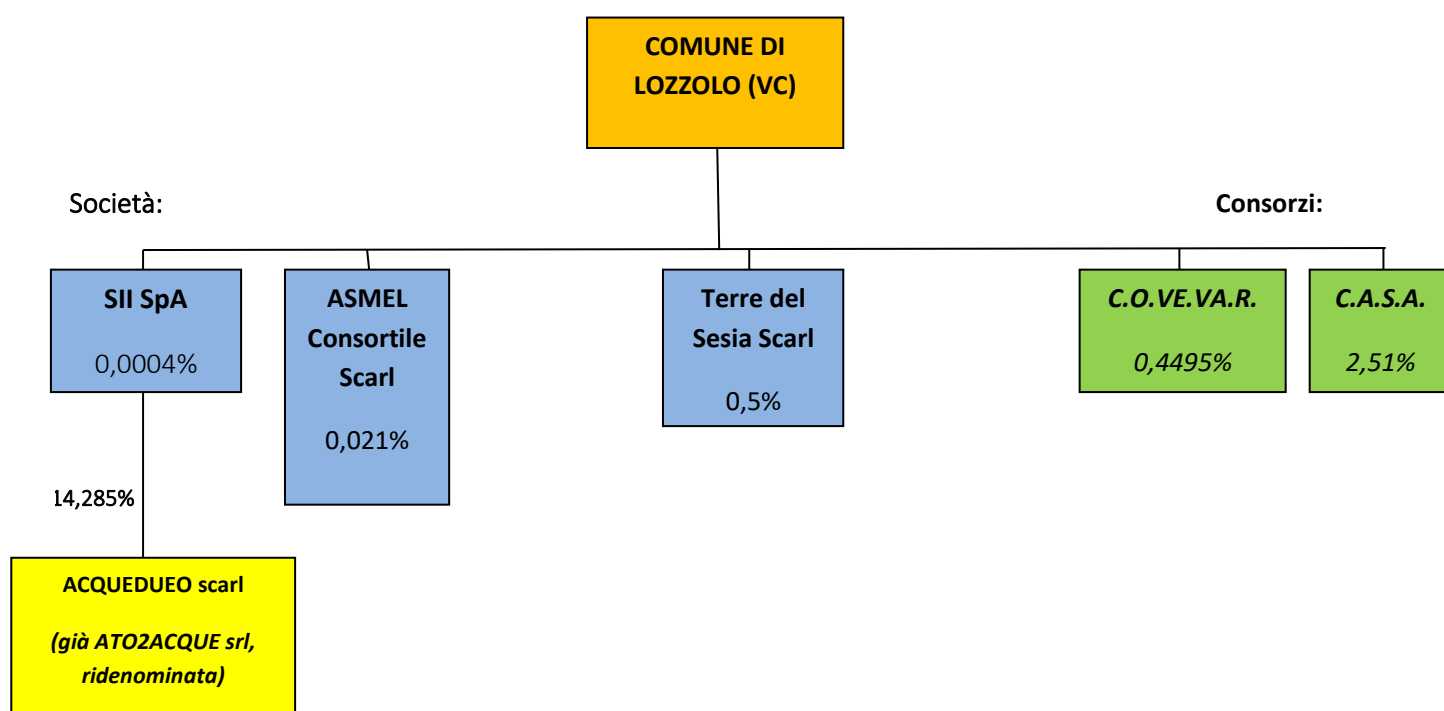 COMUNE DI
LOZZOLO (VC)
Società:
Consorzi:
SII SpA
0,0004%
ASMEL
Consortile
Scarl
0,021%
Terre del
Sesia Scarl
0,5%
C.O.VE.VA.R.
0,4495%
C.A.S.A.
2,51%
14,285%
ACQUEDUEO scarl
(già ATO2ACQUE srl,
ridenominata)